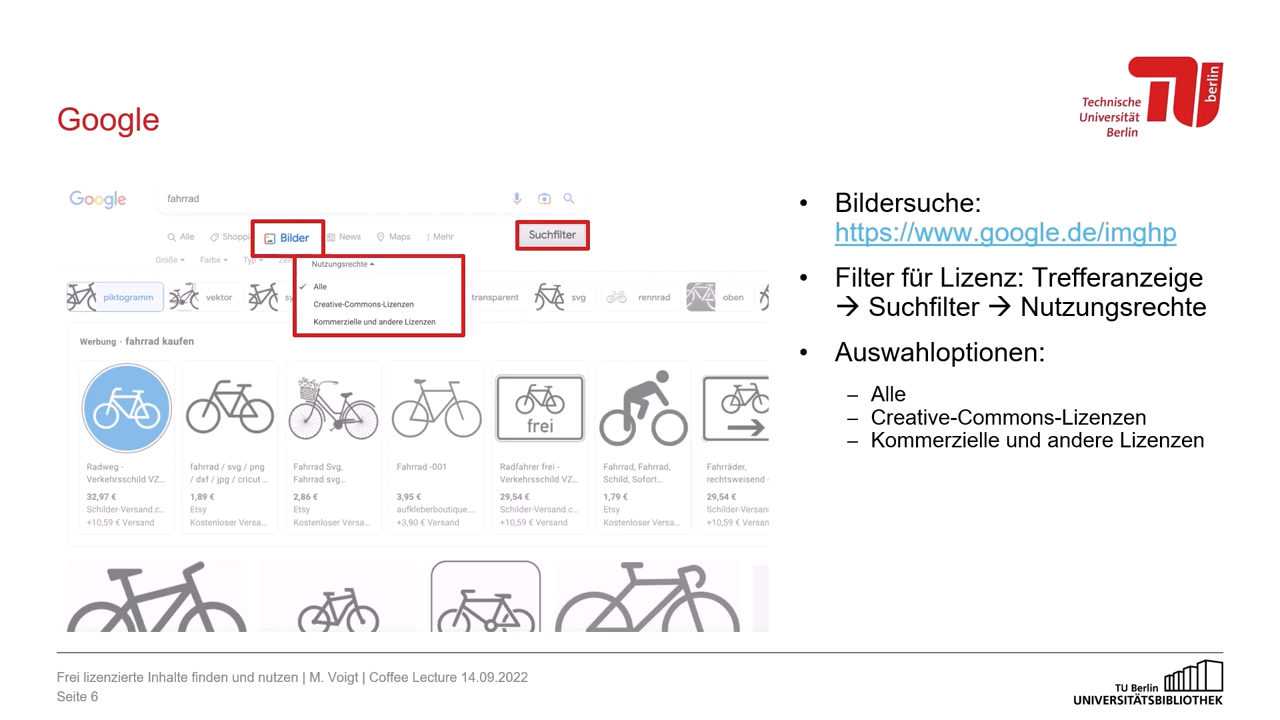 Google
Technische
Universität
Berlin
berlin
Google
fahrrad
Alle
Shoppi
Bilder
News
Maps
Mehr
Suchfilter
Größe
Farbe
Typ
Nutzungsrechte
Alle
Creative-Commons-Lizenzen
Kommerzielle und andere Lizenzen
piktogramm
vektor
transparent
svg
rennrad
oben
Werbung · fahrrad kaufen
frei
Radweg -
Verkehrsschild VZ...
32,97 €
Schilder-Versand.c...
+10,59 € Versand
fahrrad / svg / png
/ dxf / jpg / cricut ...
1,89 €
Etsy
Kostenloser Versa...
Fahrrad Svg,
Fahrrad svg...
2,86 €
Etsy
Kostenloser Versa...
Fahrrad -001
3,95 €
aufkleberboutique...
+3,90 € Versand
Radfahrer frei -
Verkehrsschild VZ...
29,54 €
Schilder-Versand.c...
+10,59 € Versand
Fahrrad, Fahrrad,
Schild, Sofort...
1,79 €
Etsy
Kostenloser Versa...
Fahrräder,
rechtsweisend -
29,54 €
Schilder-Versand
+10,59 € Versand
• Bildersuche:
https://www.google.de/imghp
• Filter für Lizenz: Trefferanzeige
→ Suchfilter → Nutzungsrechte
• Auswahloptionen:
– Alle
– Creative-Commons-Lizenzen
– Kommerzielle und andere Lizenzen
Frei lizenzierte Inhalte finden und nutzen | M. Voigt | Coffee Lecture 14.09.2022
Seite 6
TU Berlin
UNIVERSITÄTSBIBLIOTHEK